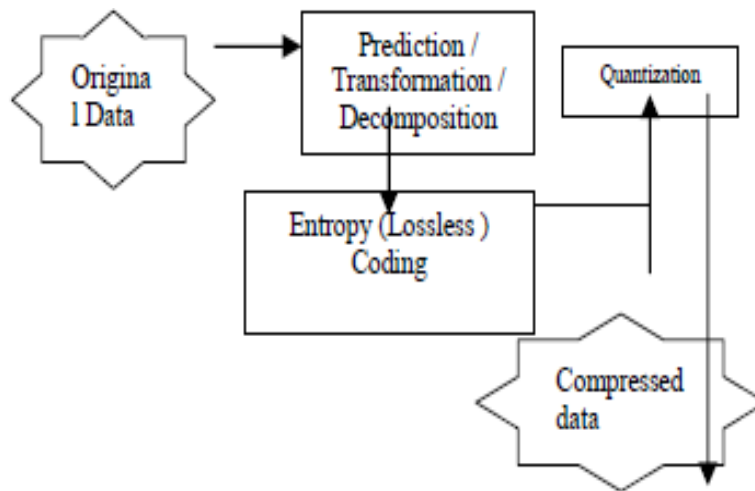 Origina
l Data
Prediction /
Transformation /
Decomposition
Quantization
Entropy (Lossless )
Coding
Compressed
data